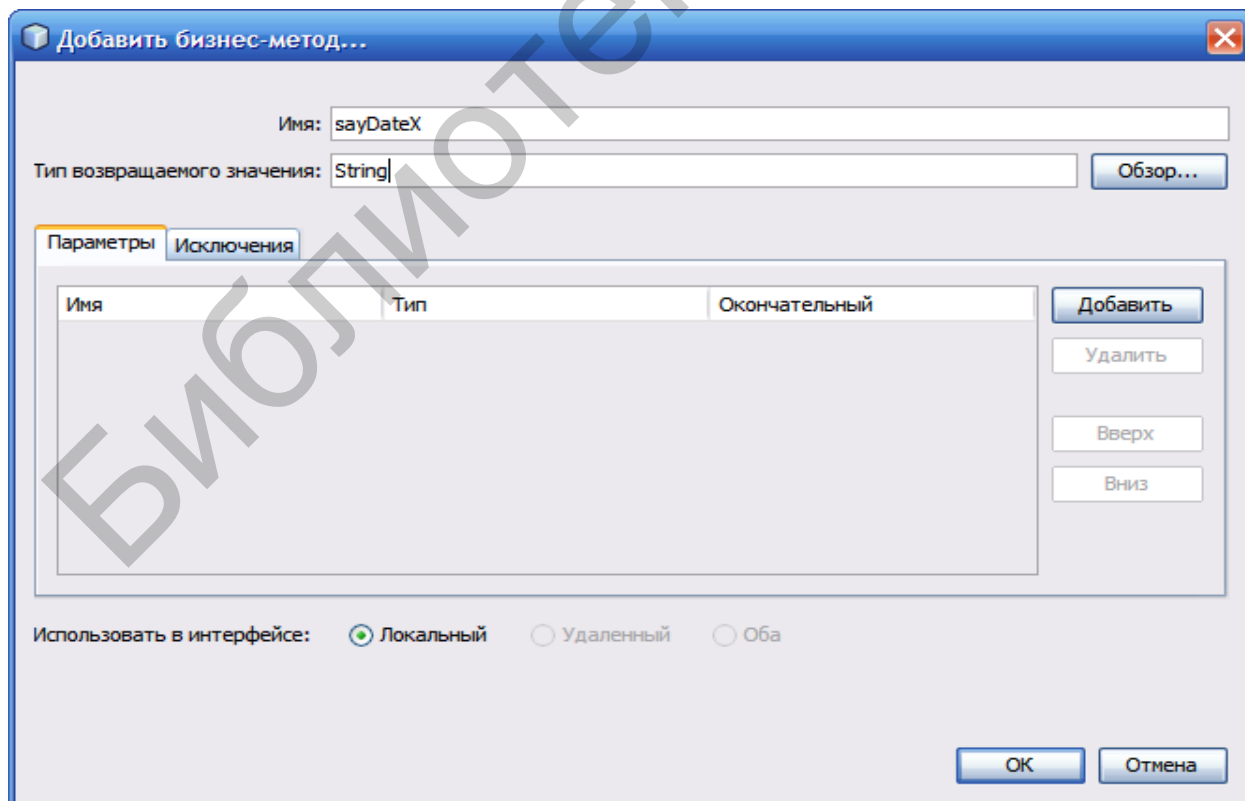 Добавить бизнес-метод...
Имя: sayDateX
Тип возвращаемого значения: String Обзор...
Параметры Исключения
Имя Тип Окончательный Добавить
Удалить
Вверх
Вниз
Использовать в интерфейсе: Локальный Удаленный Оба
OK Отмена